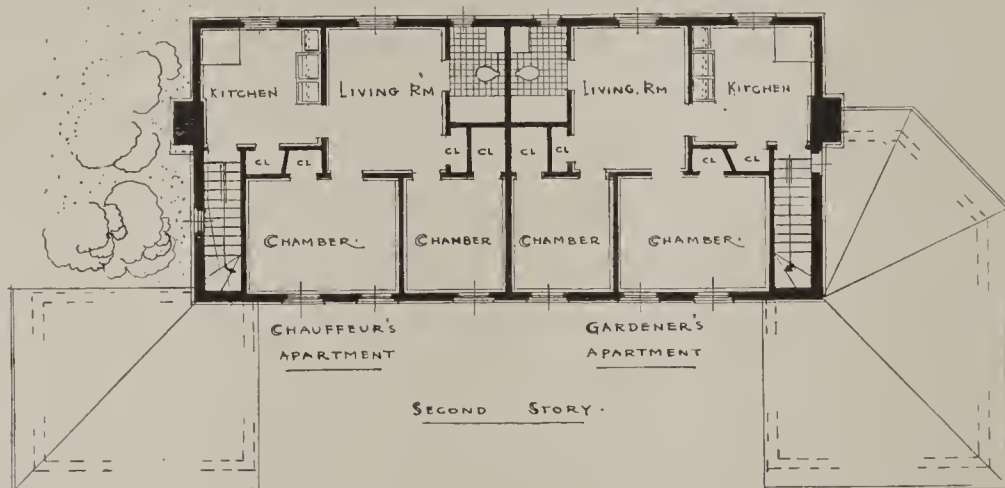 KITCHEN
LIVING RM
LIVING. RM
KITCHEN
CL
CL
CL
CL
CL
CL
CL
CL
CHAMBER.
CHAMBER
CHAMBER
CHAMBER.
CHAUFFEUR'S
APARTMENT
GARDENER'S
APARTMENT
SECOND STORY.